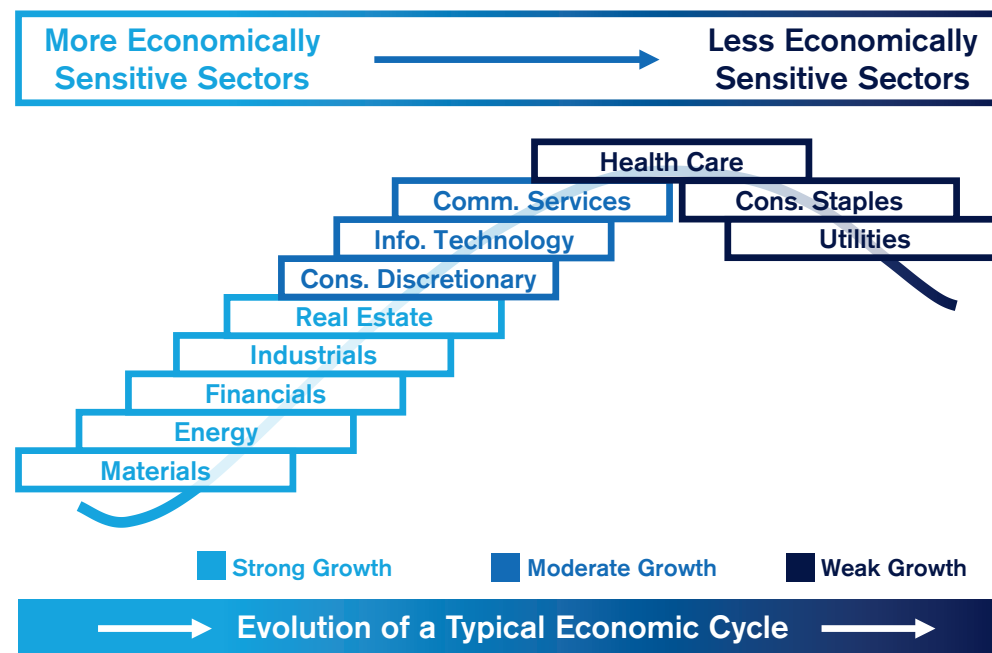 More Economically
Sensitive Sectors
Less Economically
Sensitive Sectors
Health Care
Comm. Services
Cons. Staples
Info. Technology
Utilities
Cons. Discretionary
Real Estate
Industrials
Financials
Energy
Materials
Strong Growth
Moderate Growth
Weak Growth
Evolution of a Typical Economic Cycle